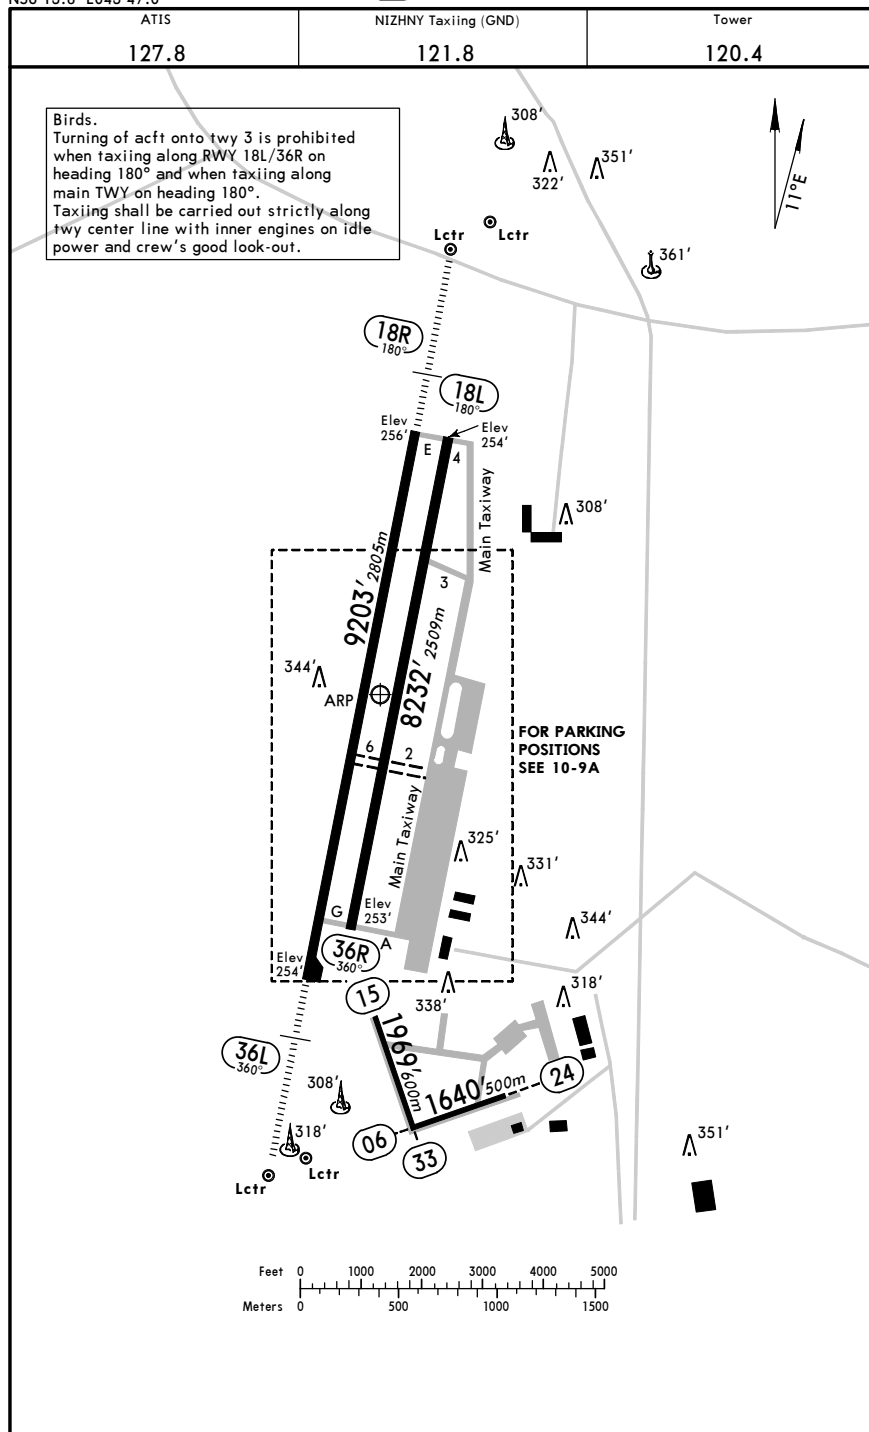 ATIS
127.8
NIZHNY Taxiing (GND)
121.8
Tower
120.4
Birds.
Turning of acft onto twy 3 is prohibited
when taxiing along RWY 18L/36R on
heading 180° and when taxiing along
main TWY on heading 180°.
Taxiing shall be carried out strictly along
twy center line with inner engines on idle
power and crew's good look-out.
308'
322'
351'
11°E
Lctr
Lctr
361'
18R
180°
18L
180°
Elev
256'
Elev
254'
E
4
Main Taxiway
308'
3
9203' 2805m
8232' 2509m
344'
ARP
6
2
FOR PARKING
POSITIONS
SEE 10-9A
Main Taxiway
325'
331'
344'
G
Elev
253'
A
36R
360°
Elev
254'
15
338'
318'
36L
360°
1969' 600m
1640' 500m
24
308'
318'
06
33
351'
Lctr
Lctr
Feet 0 1000 2000 3000 4000 5000
Meters 0 500 1000 1500